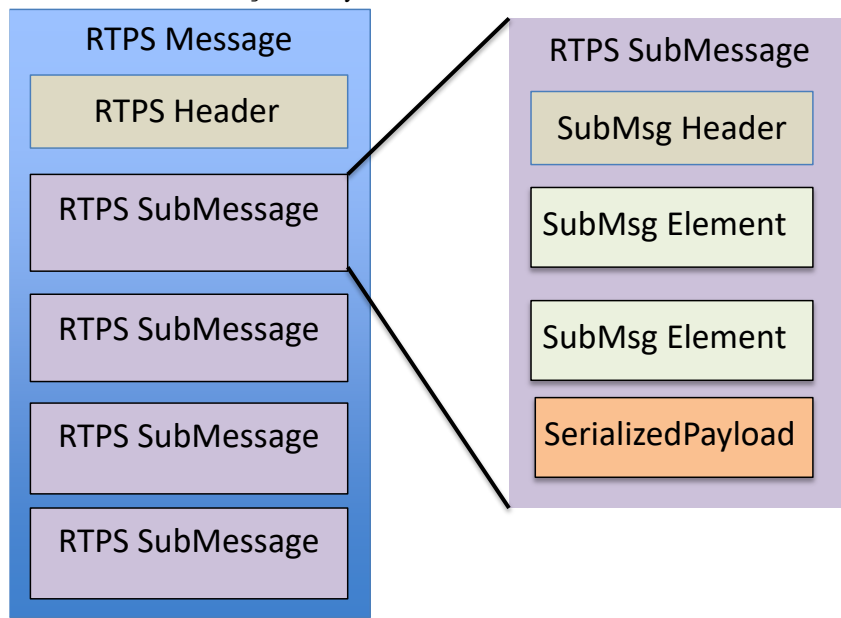 RTPS Message
RTPS Header
RTPS SubMessage
RTPS SubMessage
RTPS SubMessage
RTPS SubMessage
RTPS SubMessage
SubMsg Header
SubMsg Element
SubMsg Element
SerializedPayload